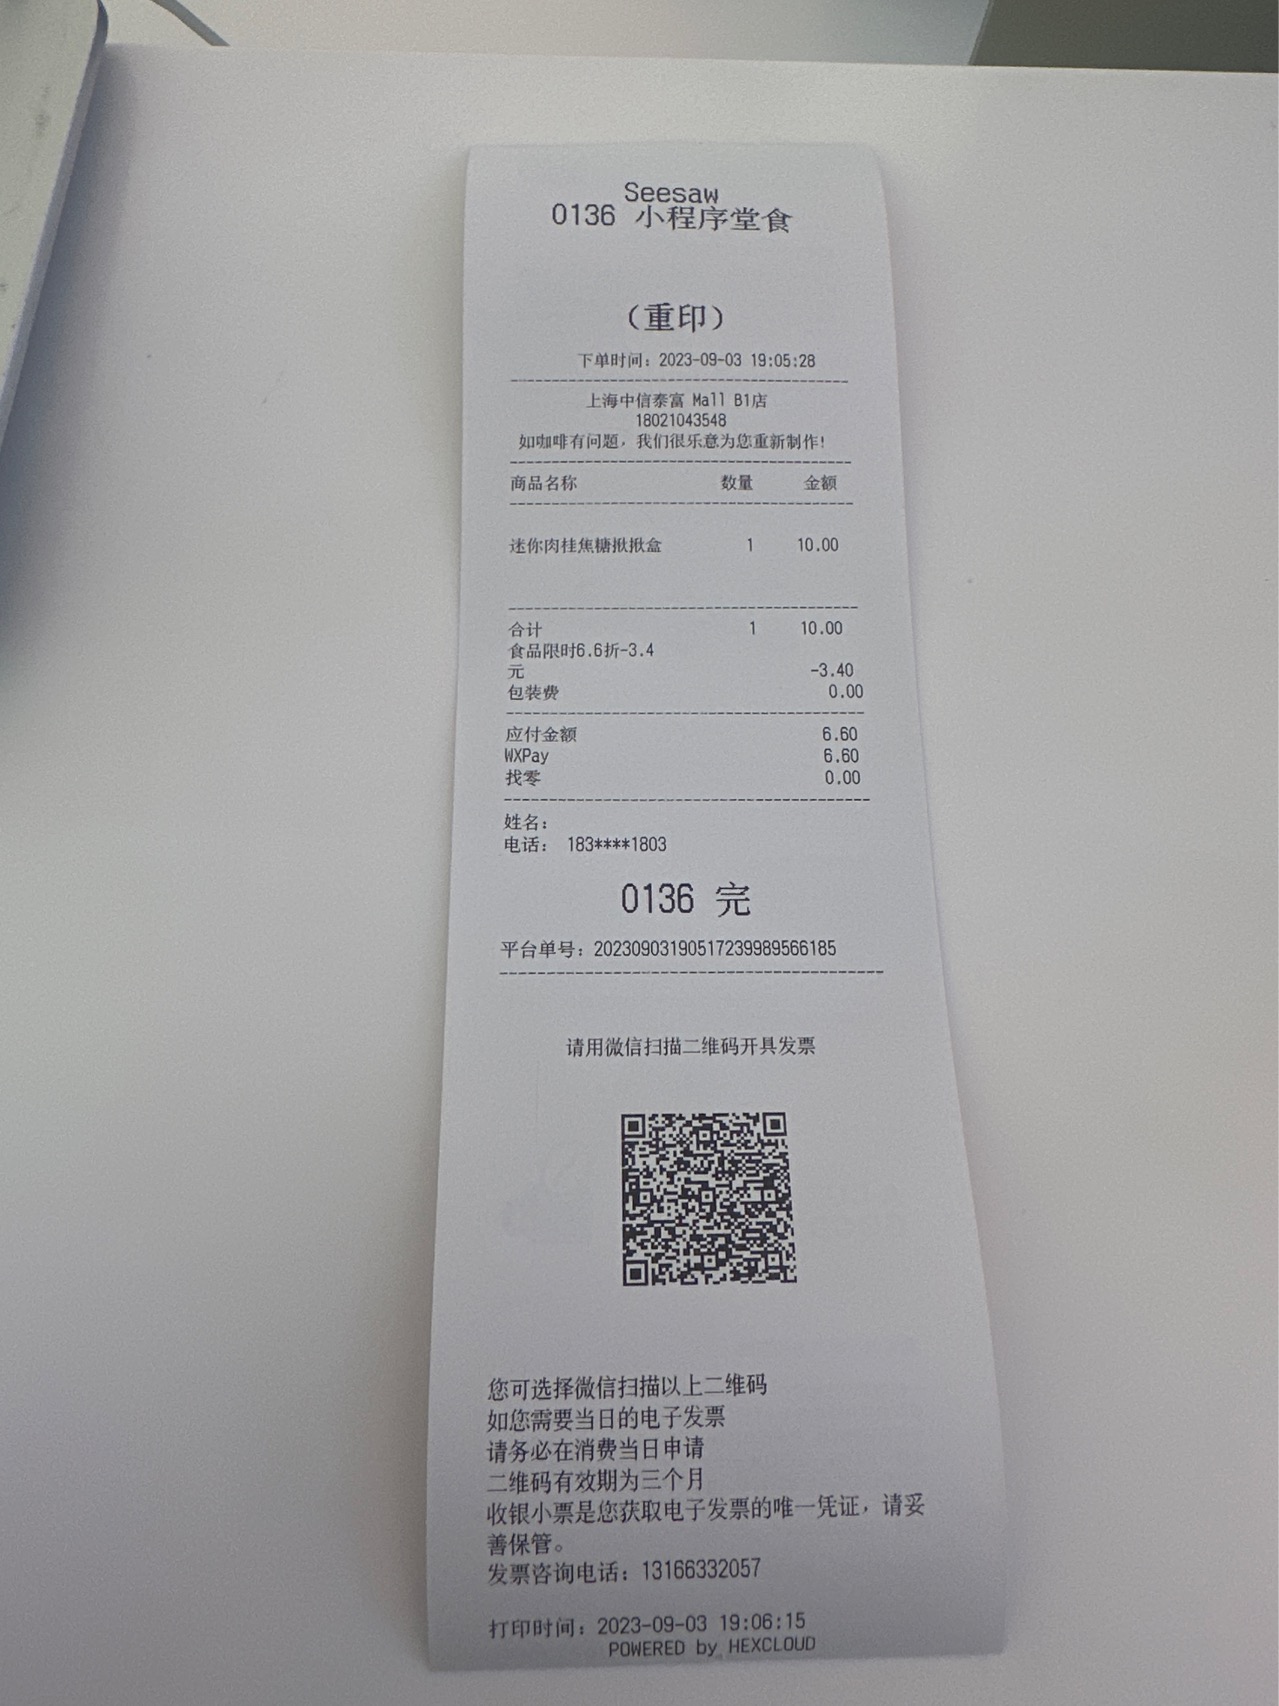 Seesaw
0136 小程序堂食
（重印）
下单时间：2023-09-03 19:05:28
上海中信泰富 Mall B1店
18021043548
如咖啡有问题，我们很乐意为您重新制作！
商品名称 数量 金额
迷你肉桂焦糖揪揪盒 1 10.00
合计 1 10.00
食品限时6.6折-3.4
元 -3.40
包装费 0.00
应付金额 6.60
WXPay 6.60
找零 0.00
姓名：
电话： 183****1803
0136 完
平台单号：20230903190517239989566185
请用微信扫描二维码开具发票
您可选择微信扫描以上二维码
如您需要当日的电子发票
请务必在消费当日申请
二维码有效期为三个月
收银小票是您获取电子发票的唯一凭证，请妥
善保管。
发票咨询电话：13166332057
打印时间：2023-09-03 19:06:15
POWERED by HEXCLOUD